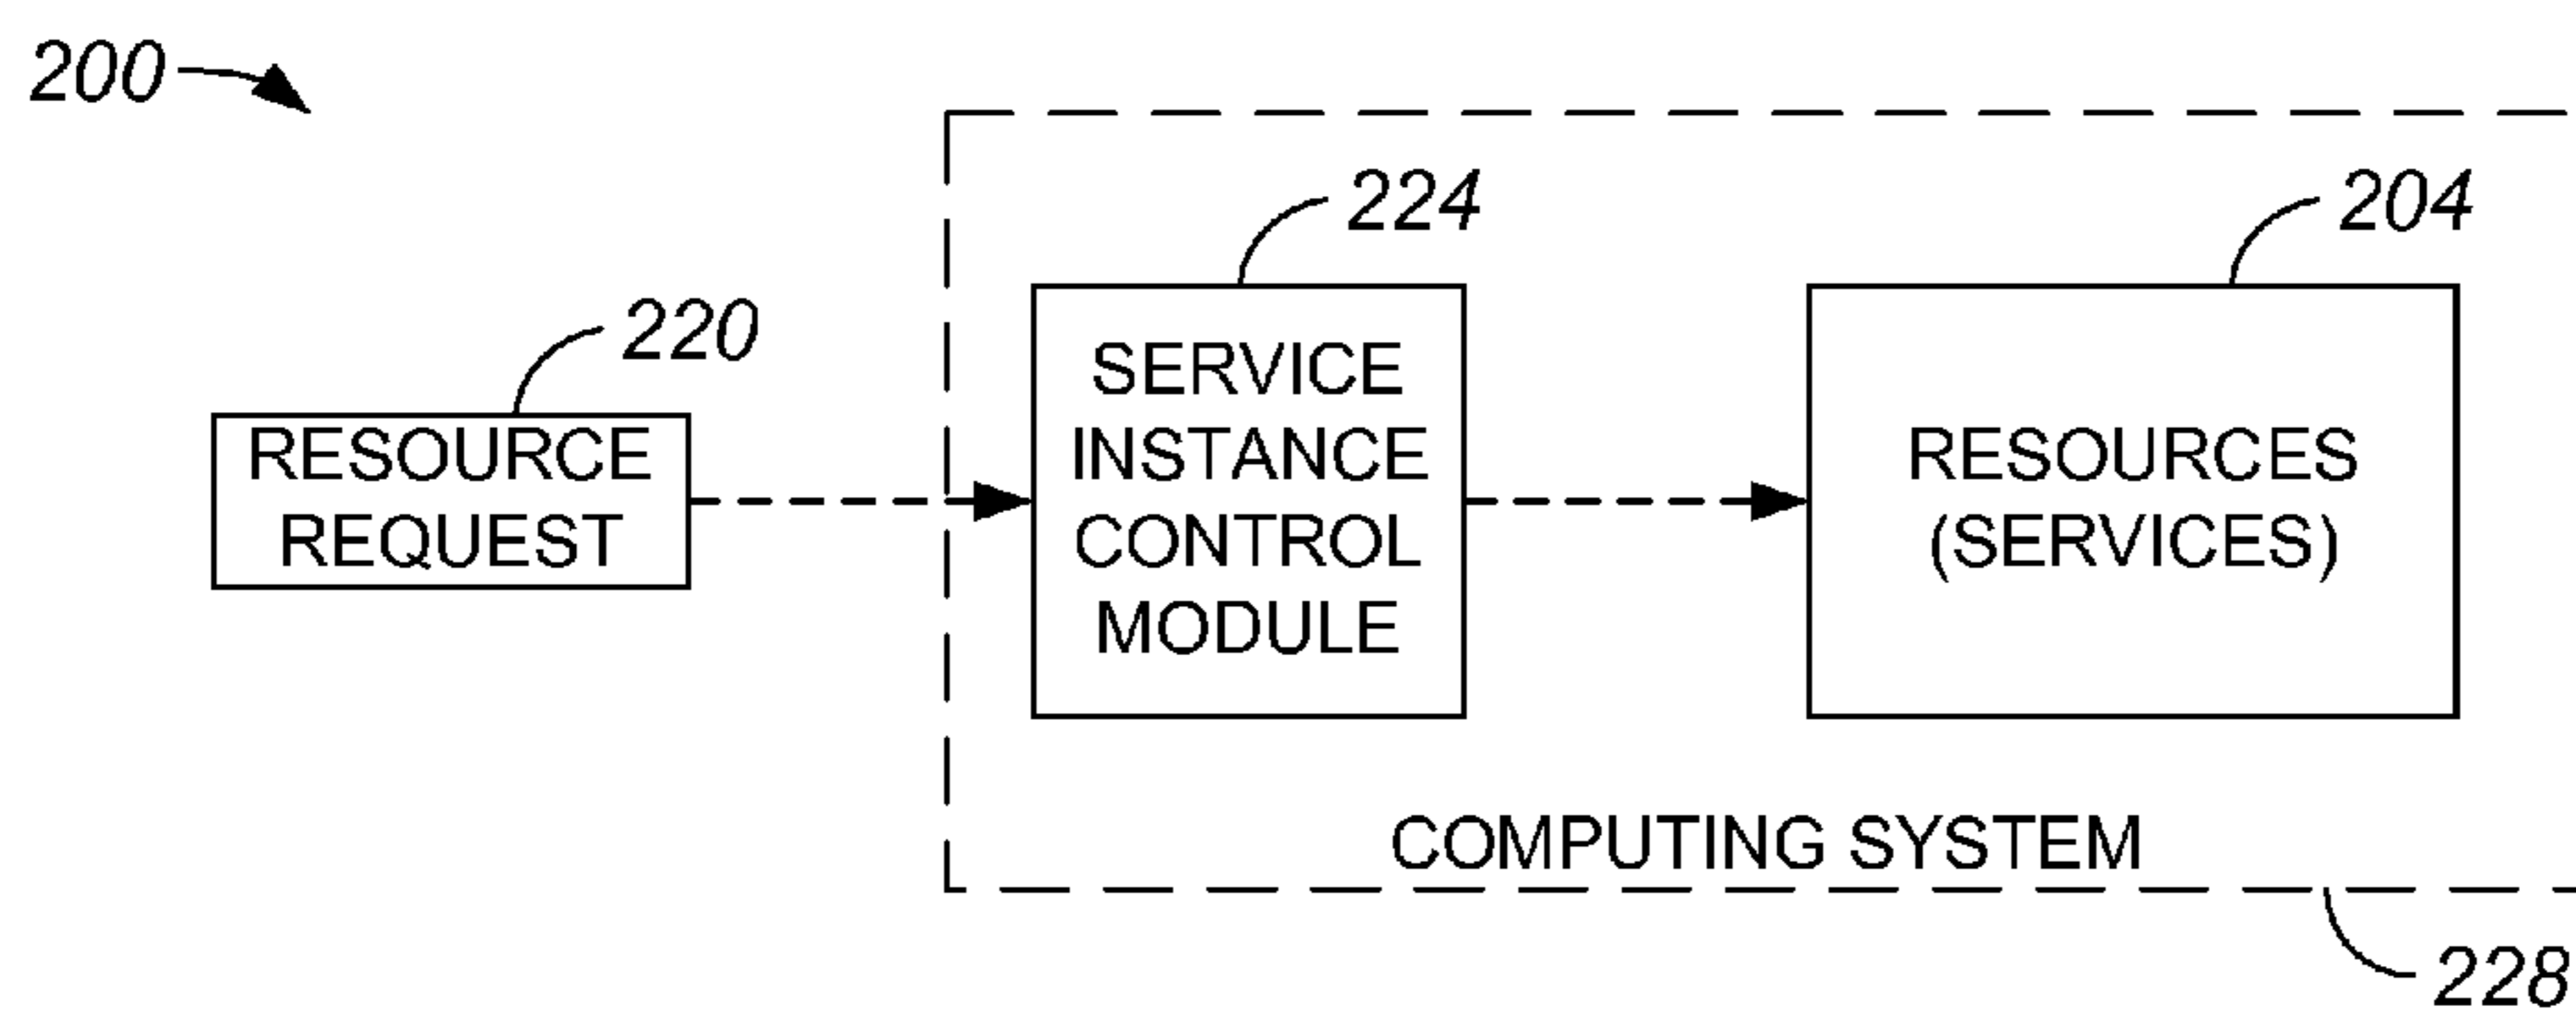 200
224
204
220
RESOURCE
REQUEST
SERVICE
INSTANCE
CONTROL
MODULE
RESOURCES
(SERVICES)
COMPUTING SYSTEM
228